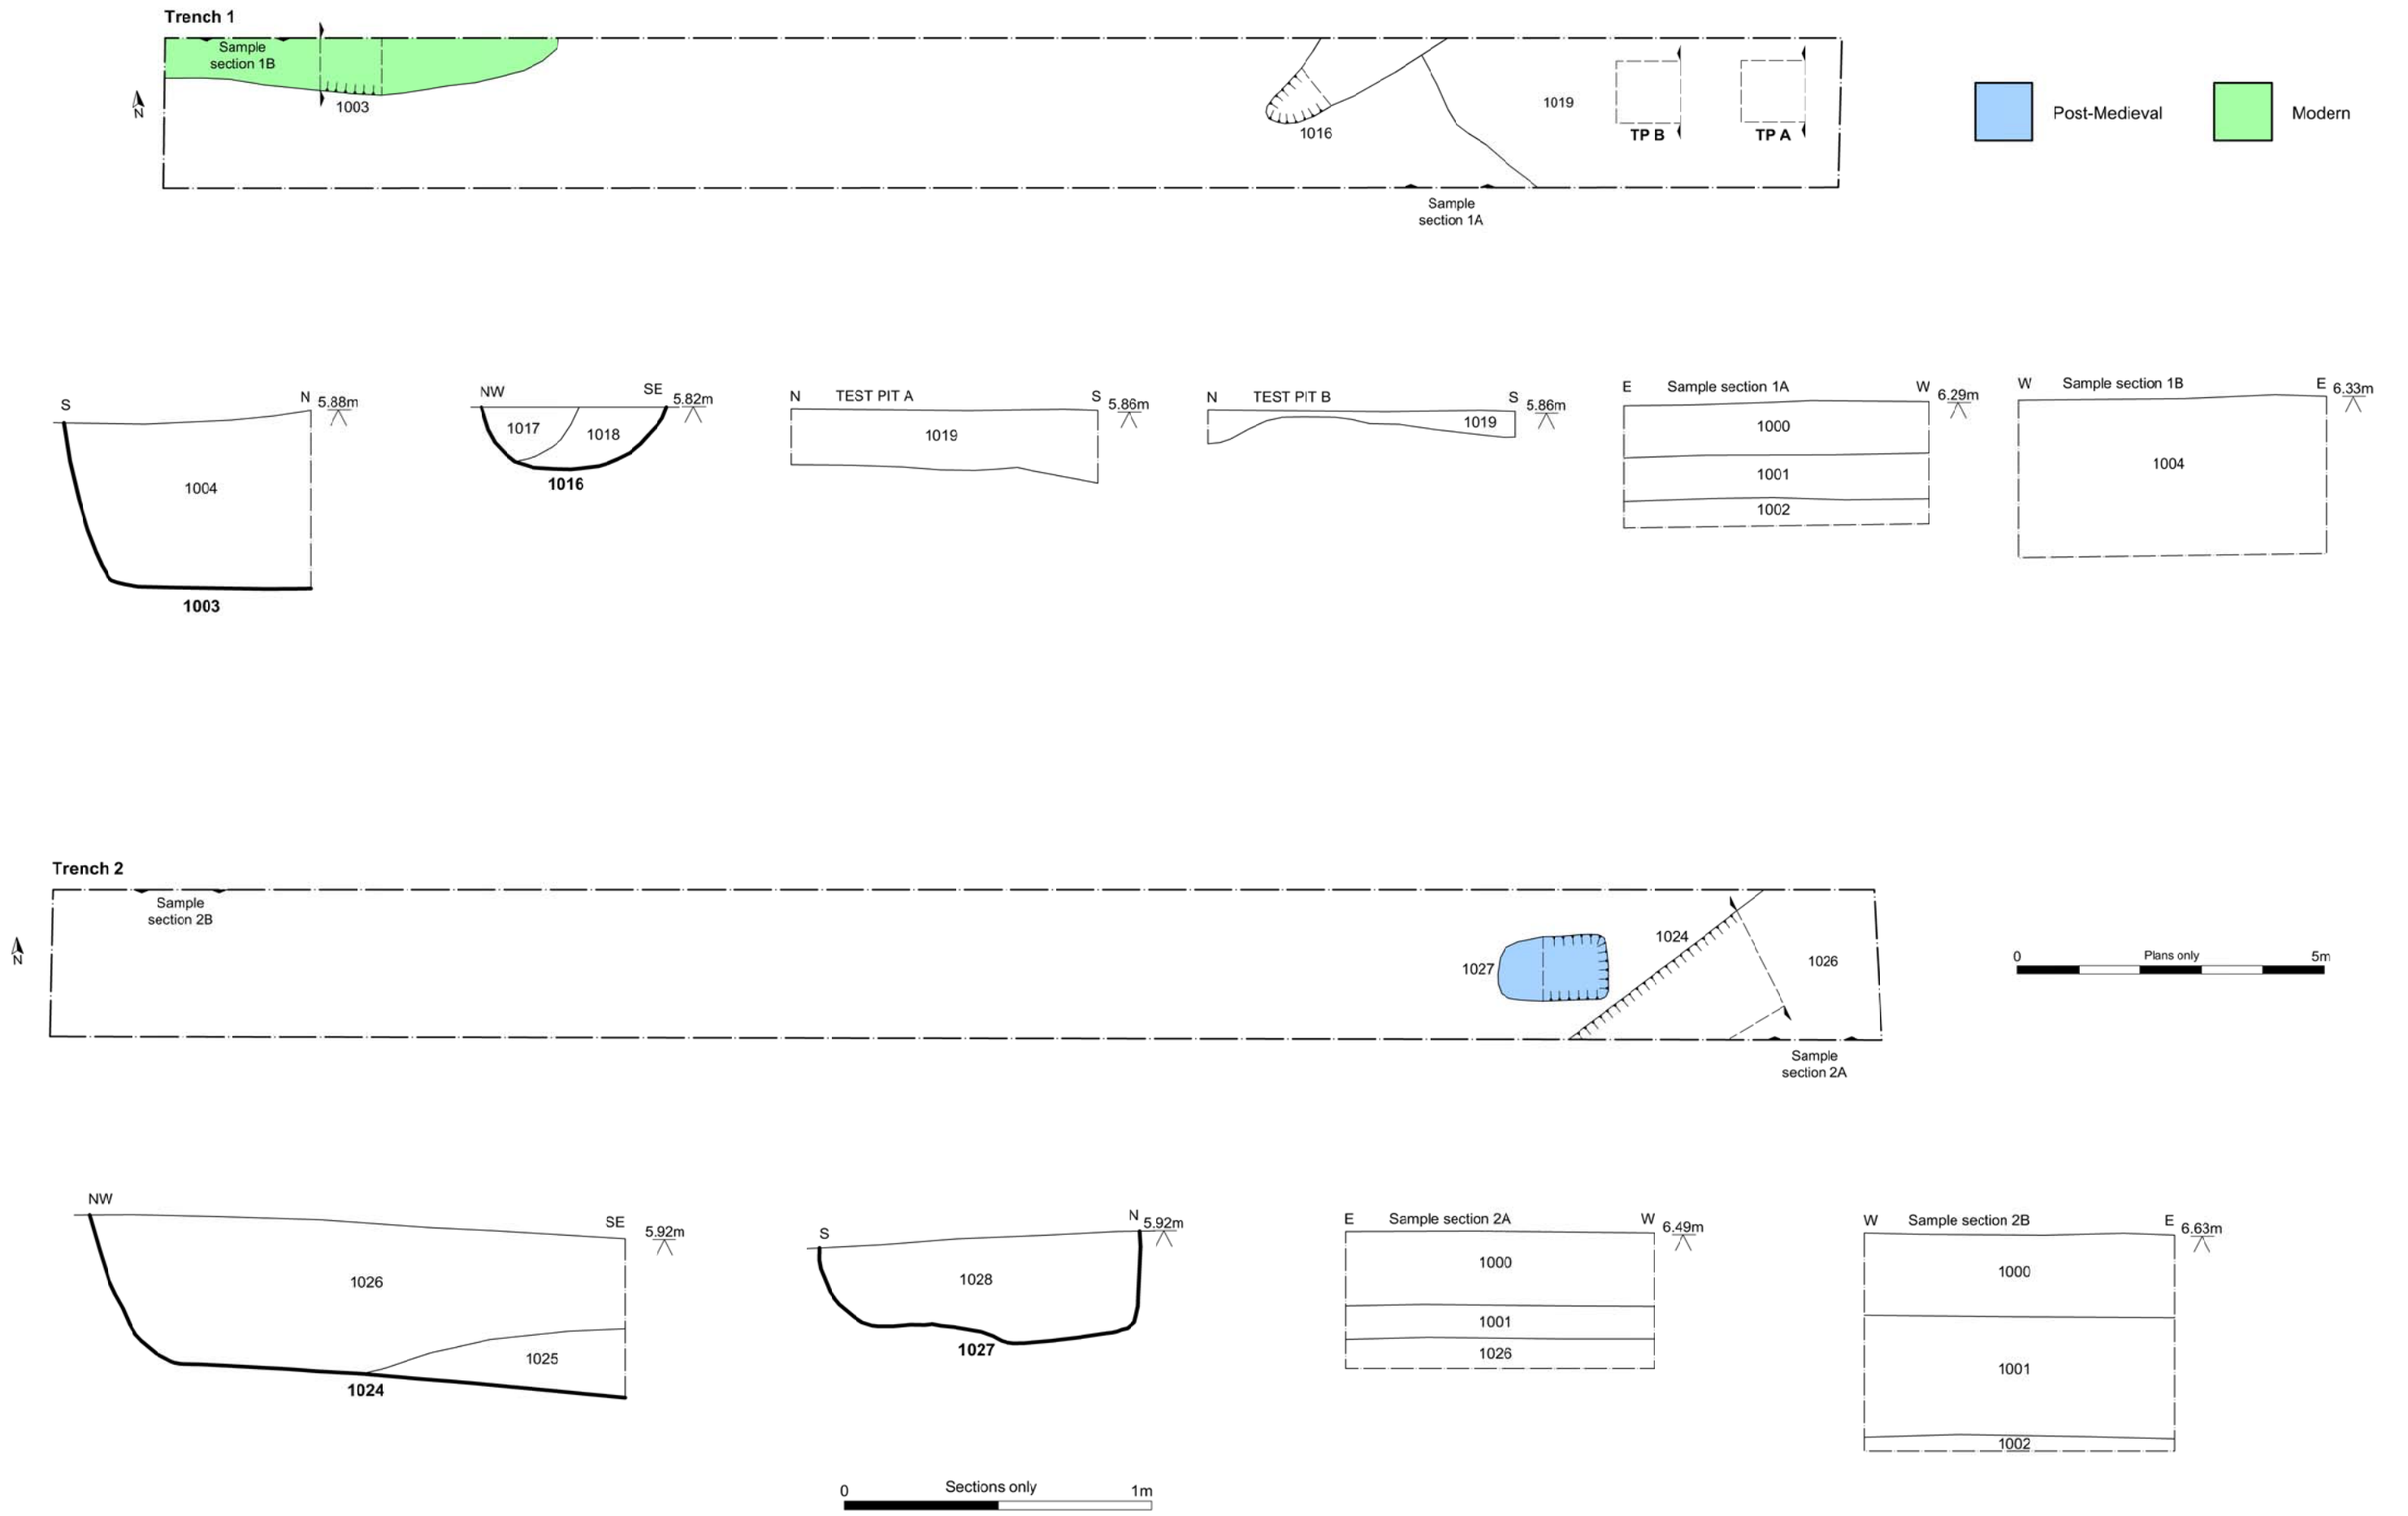 Trench 1
Sample
section 1B
1003
N
1016
1019
TP B
TP A
Sample
section 1A
Post-Medieval
Modern
S
N
5.88m
1004
1003
NW
SE
5.82m
1017
1018
1016
N
TEST PIT A
S
5.86m
1019
N
TEST PIT B
S
5.86m
1019
E
Sample section 1A
W
6.29m
1000
1001
1002
W
Sample section 1B
E
6.33m
1004
Trench 2
Sample
section 2B
N
1027
1024
1026
Sample
section 2A
0
Plans only
5m
NW
SE
5.92m
1026
1025
1024
S
N
5.92m
1028
1027
E
Sample section 2A
W
6.49m
1000
1001
1026
W
Sample section 2B
E
6.63m
1000
1001
1002
0
Sections only
1m